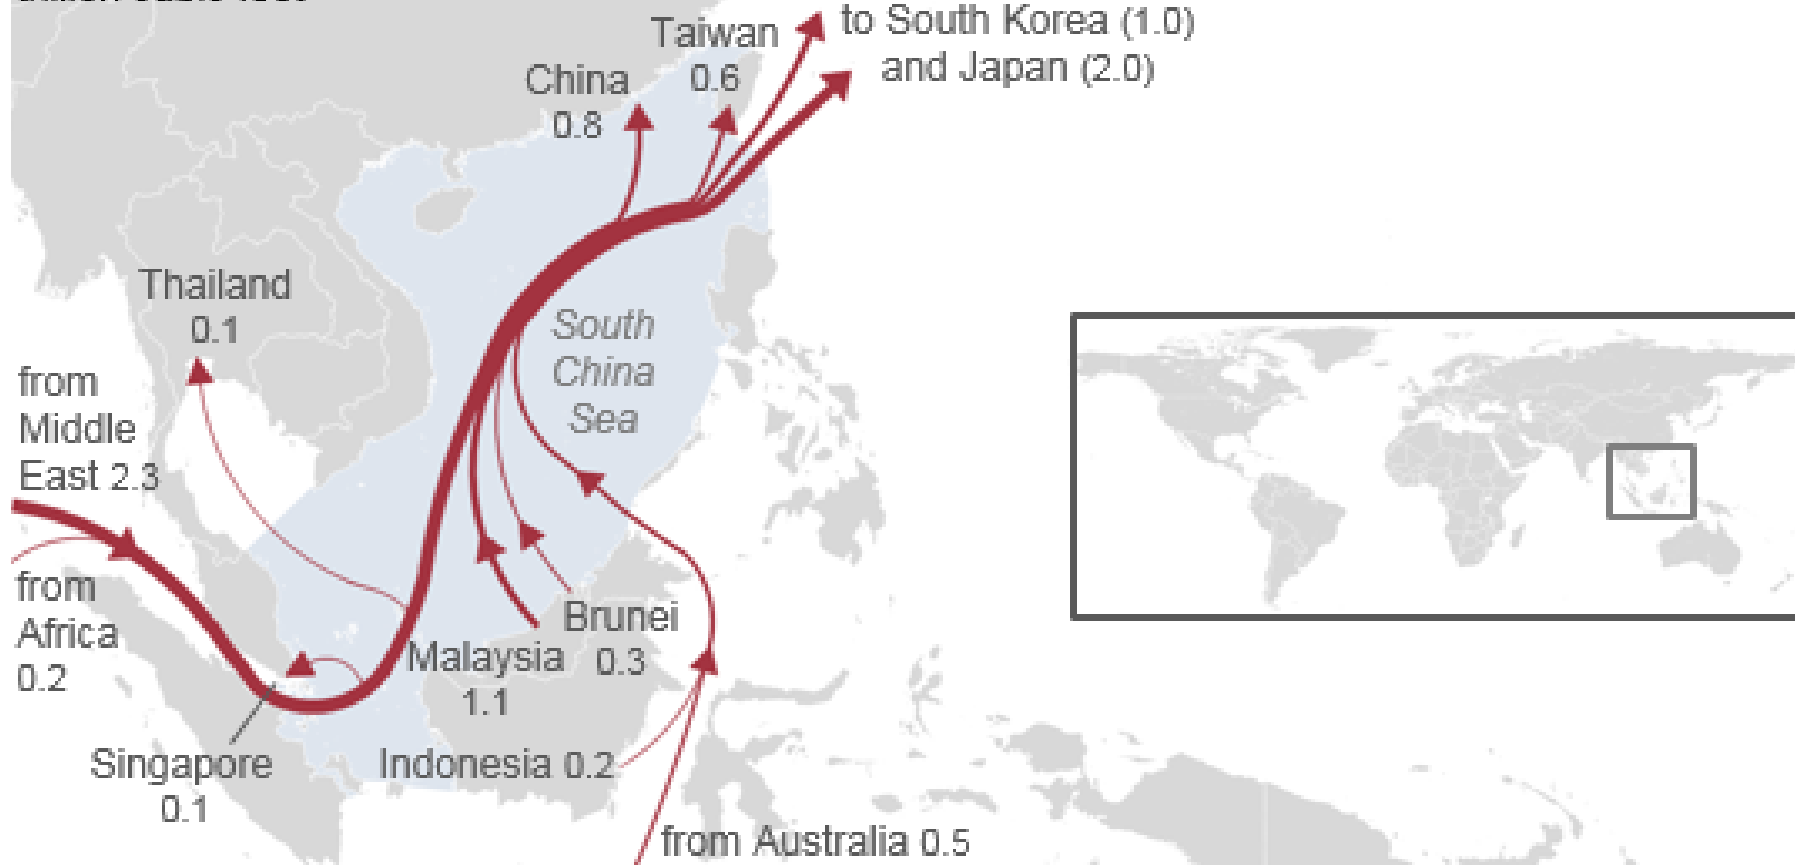 to South Korea (1.0)
and Japan (2.0)
Taiwan
0.6
China
0.8
Thailand
0.1
South
China
Sea
from
Middle
East 2.3
from
Africa
0.2
Brunei
0.3
Malaysia
1.1
Singapore
0.1
Indonesia 0.2
from Australia 0.5